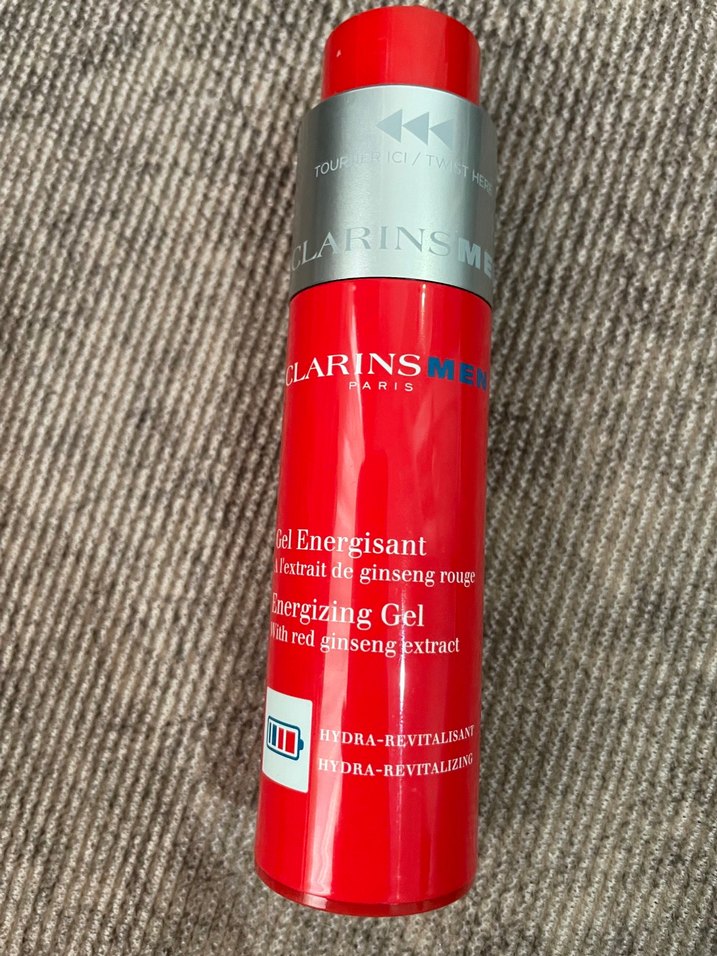 TOURNER ICI / TWIST HERE
CLARINSMEN
CLARINSMEN
PARIS
Gel Energisant
A l'extrait de ginseng rouge
Energizing Gel
With red ginseng extract
HYDRA-REVITALISANT
HYDRA-REVITALIZING